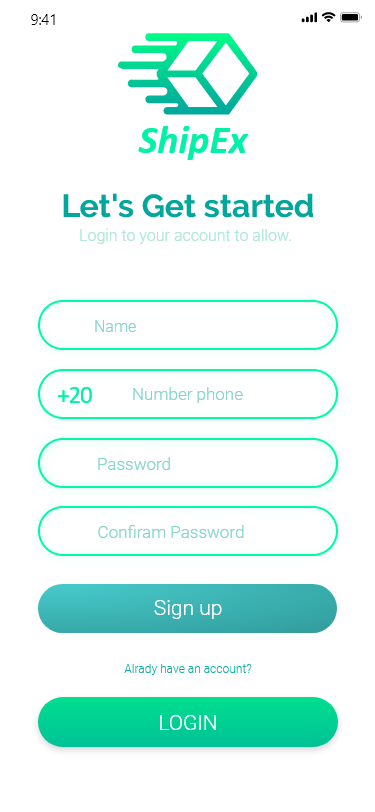 9:41
ShipEx
Let's Get started
Login to your account to allow.
Name
+20 Number phone
Password
Confiram Password
Sign up
Alrady have an account?
LOGIN